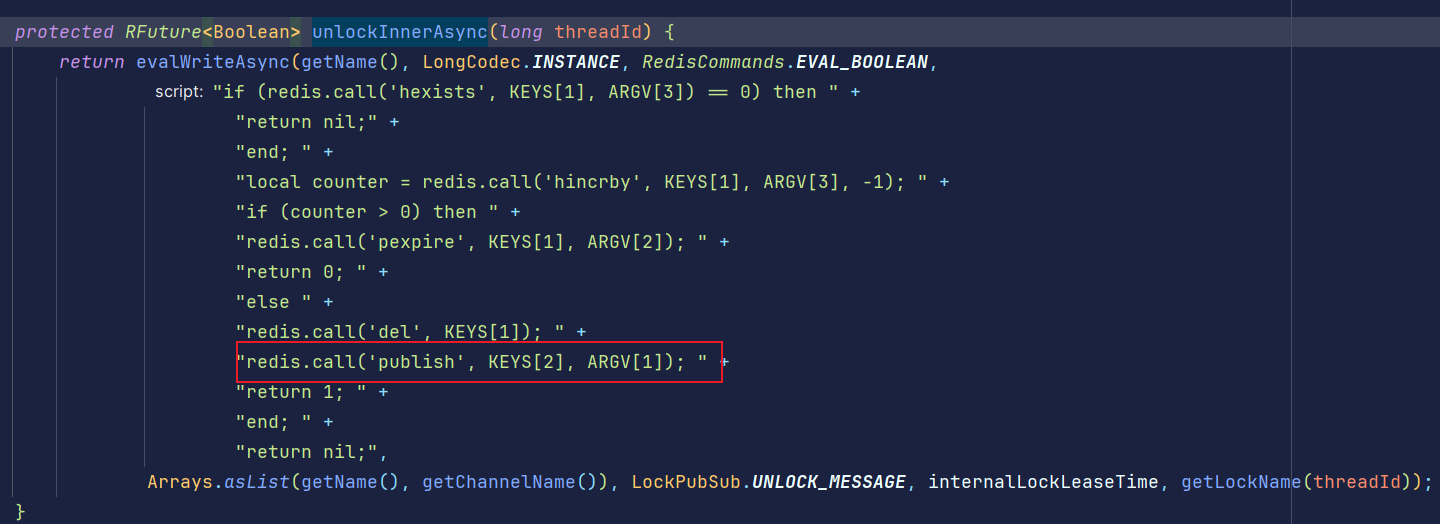 protected RFuture<Boolean> unlockInnerAsync(long threadId) {
return evalWriteAsync(getName(), LongCodec.INSTANCE, RedisCommands.EVAL_BOOLEAN,
script: "if (redis.call('hexists', KEYS[1], ARGV[3]) == 0) then " +
"return nil;" +
"end; " +
"local counter = redis.call('hincrby', KEYS[1], ARGV[3], -1); " +
"if (counter > 0) then " +
"redis.call('pexpire', KEYS[1], ARGV[2]); " +
"return 0; " +
"else " +
"redis.call('del', KEYS[1]); " +
"redis.call('publish', KEYS[2], ARGV[1]); " +
"return 1; " +
"end; " +
"return nil;",
Arrays.asList(getName(), getChannelName()), LockPubSub.UNLOCK_MESSAGE, internalLockLeaseTime, getLockName(threadId));
}